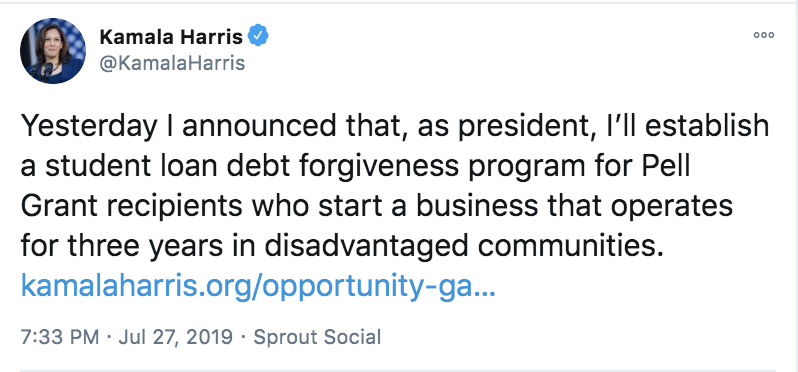 Kamala Harris
@KamalaHarris
Yesterday I announced that, as president, I’ll establish
a student loan debt forgiveness program for Pell
Grant recipients who start a business that operates
for three years in disadvantaged communities.
kamalaharris.org/opportunity-ga...
7:33 PM · Jul 27, 2019 · Sprout Social